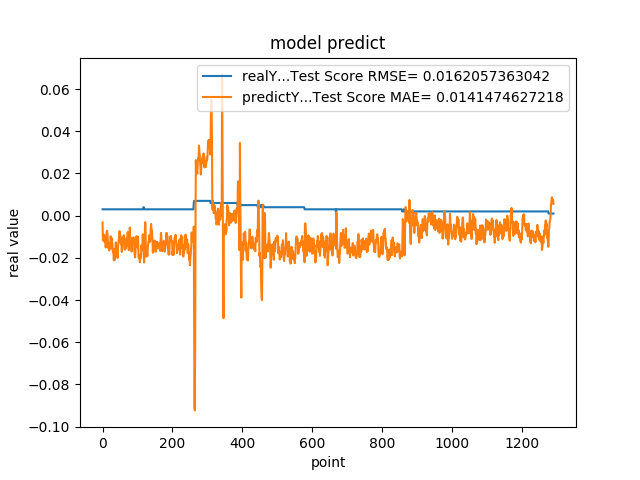 model predict
realY...Test Score RMSE= 0.0162057363042
predictY...Test Score MAE= 0.0141474627218
0.06
0.04
0.02
0.00
−0.02
−0.04
−0.06
−0.08
−0.10
real value
0 200 400 600 800 1000 1200
point